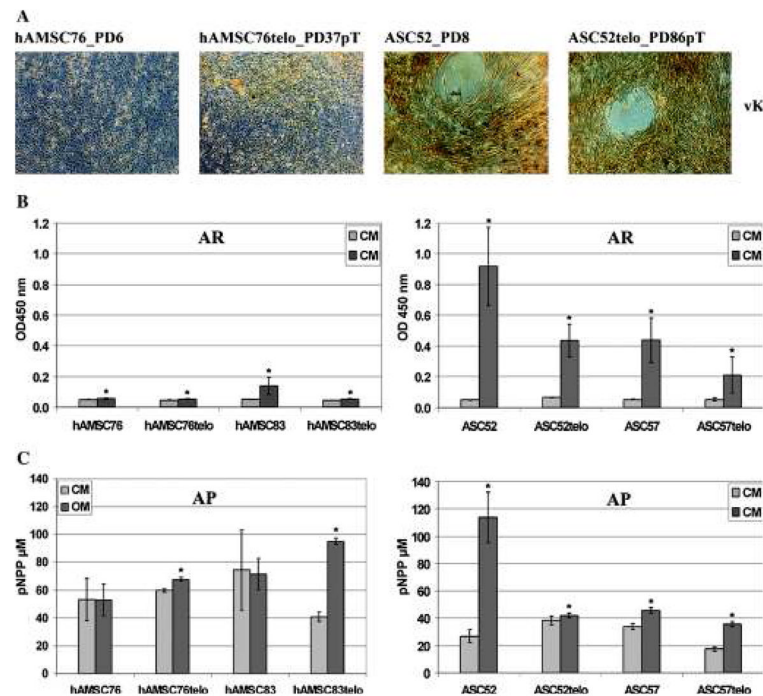 A
hAMSC76_PD6 hAMSC76telo_PD37pT ASC52_PD8 ASC52telo_PD86pT
vK
B
AR
CM
CM
OD450 nm
1.2
1.0
0.8
0.6
0.4
0.2
0.0
* * * *
hAMSC76 hAMSC76telo hAMSC83 hAMSC83telo
AR
CM
CM
OD 450 nm
1.2
1.0
0.8
0.6
0.4
0.2
0.0
* * * *
ASC52 ASC52telo ASC57 ASC57telo
C
AP
CM
OM
pNPP µM
140
120
100
80
60
40
20
0
* *
hAMSC76 hAMSC76telo hAMSC83 hAMSC83telo
AP
CM
CM
pNPP µM
140
120
100
80
60
40
20
0
* * * *
ASC52 ASC52telo ASC57 ASC57telo